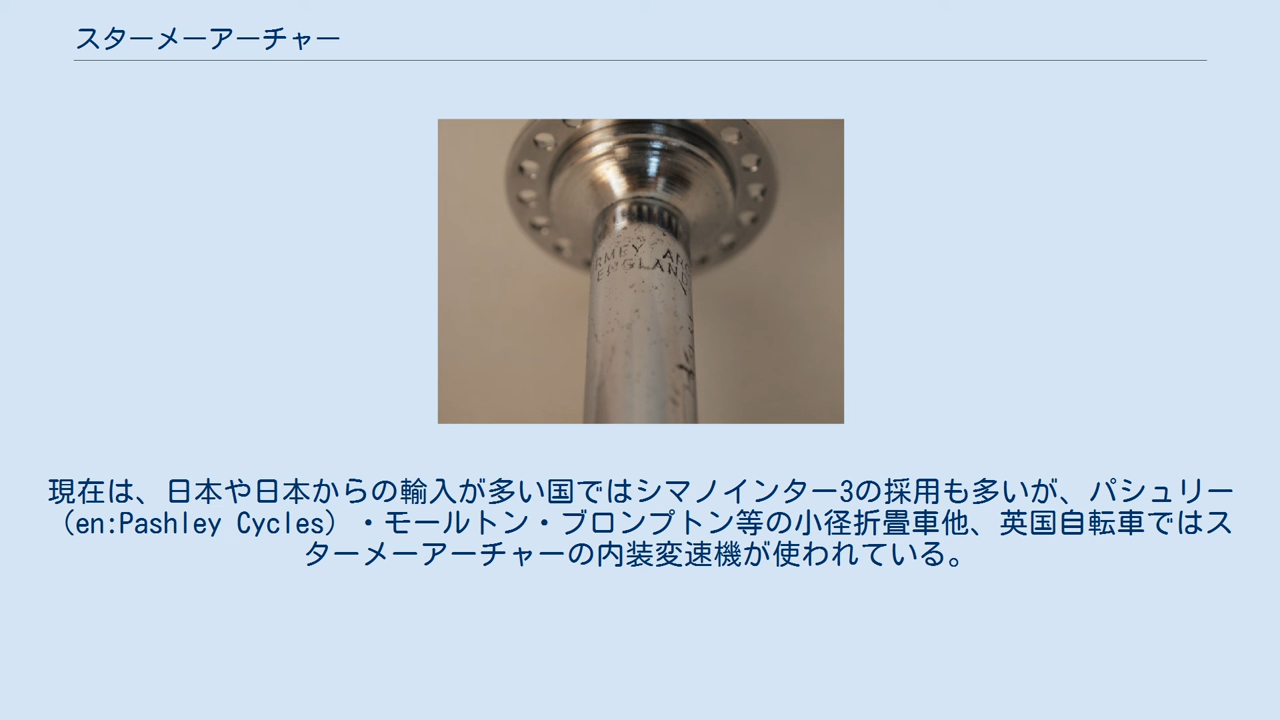 スターメーアーチャー
RMEY ARC
ENGLAND
現在は、日本や日本からの輸入が多い国ではシマノインター3の採用も多いが、パシュリー
（en:Pashley Cycles）・モールトン・ブロンプトン等の小径折畳車他、英国自転車ではス
ターメーアーチャーの内装変速機が使われている。